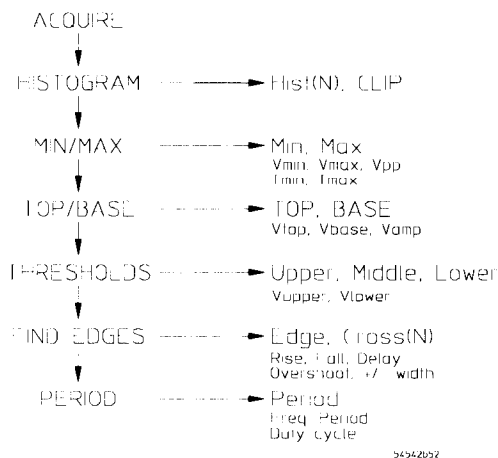 ACQUIRE
HISTOGRAM Hist(N), CLIP
MIN/MAX Min, Max
Vmin, Vmax, Vpp
Tmin, Tmax
TOP/BASE TOP, BASE
Vtop, Vbase, Vamp
THRESHOLDS Upper, Middle, Lower
Vupper, Vlower
FIND EDGES Edge, Cross(N)
Rise, Fall, Delay
Overshoot, +/- width
PERIOD Period
Freq Period
Duty cycle
54542b52